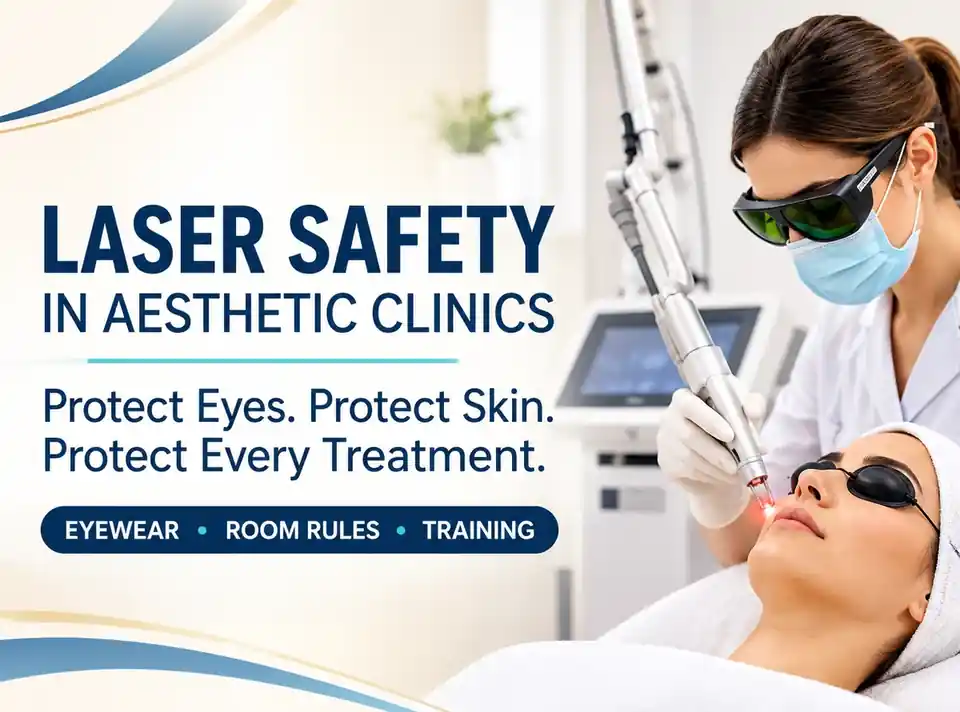 LASER SAFETY
IN AESTHETIC CLINICS
Protect Eyes. Protect Skin.
Protect Every Treatment.
EYEWEAR • ROOM RULES • TRAINING